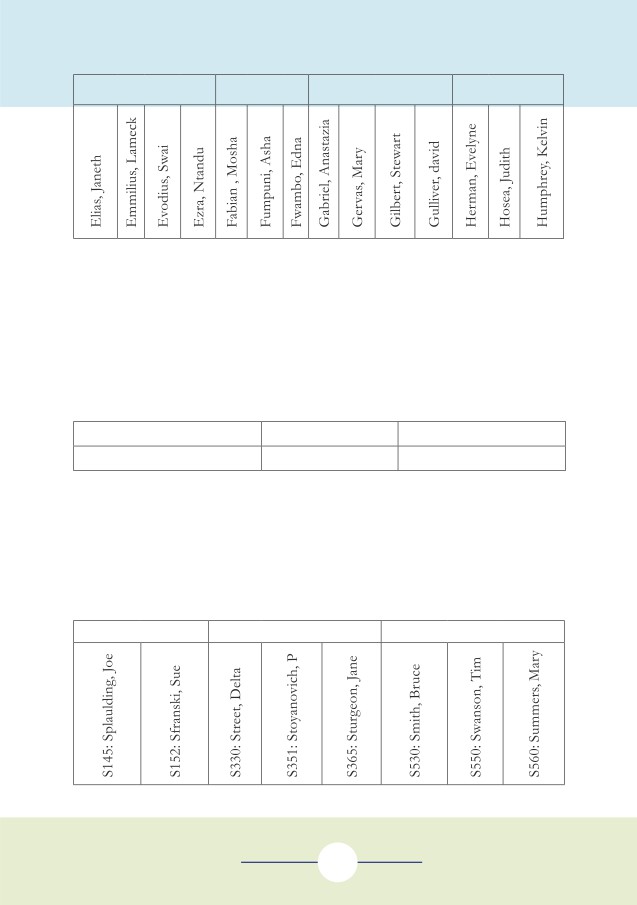 Elias, Janeth
Emmilius, Lameck
Evodius, Swai
Ezra, Ntandu
Fabian , Mosha
Fumpuni, Asha
Fwambo, Edna
Gabriel, Anastazia
Gervas, Mary
Gilbert, Stewart
Gulliver, david
Herman, Evelyne
Hosea, Judith
Humphrey, Kelvin
S145: Splaulding, Joe
S152: Sfranski, Sue
S330: Street, Delta
S351: Stoyanovich, P
S365: Sturgeon, Jane
S530: Smith, Bruce
S550: Swanson, Tim
S560: Summers, Mary